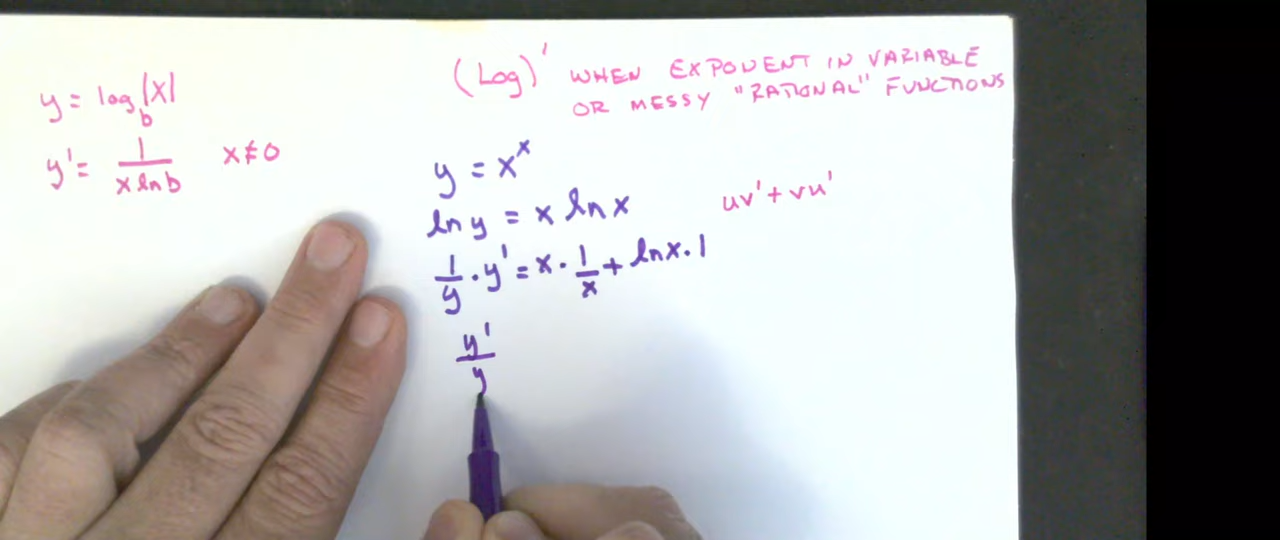 y = log_b |x|
y' = 1/(x ln b) x≠0
(Log)' WHEN EXPONENT IN VARIABLE
OR MESSY "RATIONAL" FUNCTIONS
y = x^x
ln y = x ln x
uv' + vu'
1/y · y' = x · 1/x + ln x · 1
y'/y